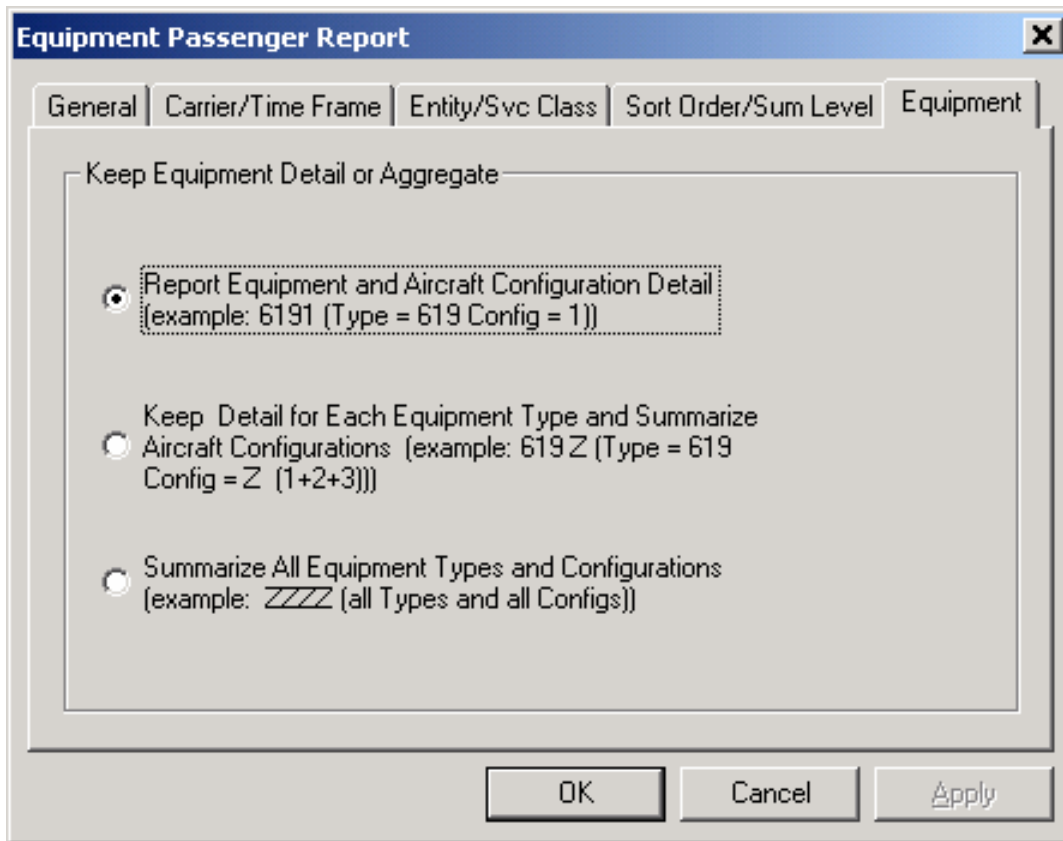 Equipment Passenger Report
General Carrier/Time Frame Entity/Svc Class Sort Order/Sum Level Equipment
Keep Equipment Detail or Aggregate
Report Equipment and Aircraft Configuration Detail
(example: 6191 (Type = 619 Config = 1))
Keep Detail for Each Equipment Type and Summarize
Aircraft Configurations (example: 619 Z (Type = 619
Config = Z (1+2+3)))
Summarize All Equipment Types and Configurations
(example: ZZZZ (all Types and all Configs))
OK Cancel Apply